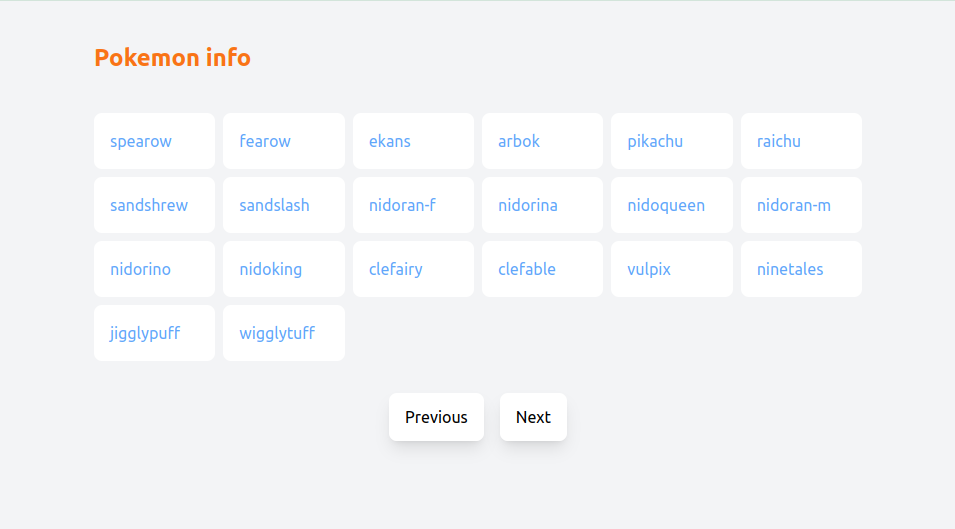 Pokemon info
spearow fearow ekans arbok pikachu raichu
sandshrew sandslash nidoran-f nidorina nidoqueen nidoran-m
nidorino nidoking clefairy clefable vulpix ninetales
jigglypuff wigglytuff
Previous Next